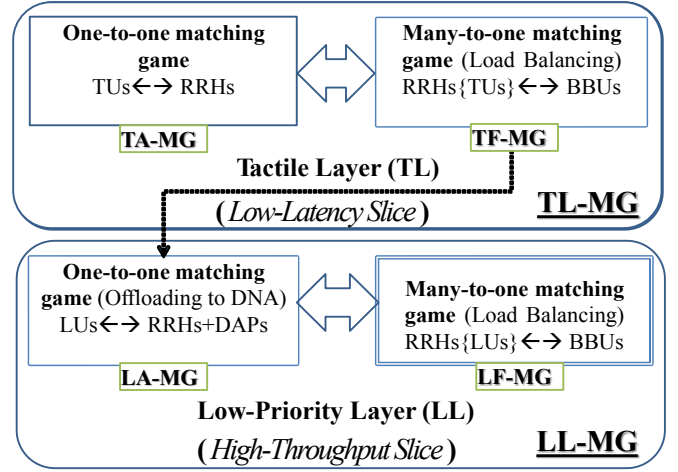 One-to-one matching
game
TUs←→ RRHs
TA-MG
Many-to-one matching
game (Load Balancing)
RRHs{TUs}←→ BBUs
TF-MG
Tactile Layer (TL)
(Low-Latency Slice)
TL-MG
One-to-one matching
game (Offloading to DNA)
LUs←→ RRHs+DAPs
LA-MG
Many-to-one matching
game (Load Balancing)
RRHs{LUs}←→ BBUs
LF-MG
Low-Priority Layer (LL)
(High-Throughput Slice)
LL-MG